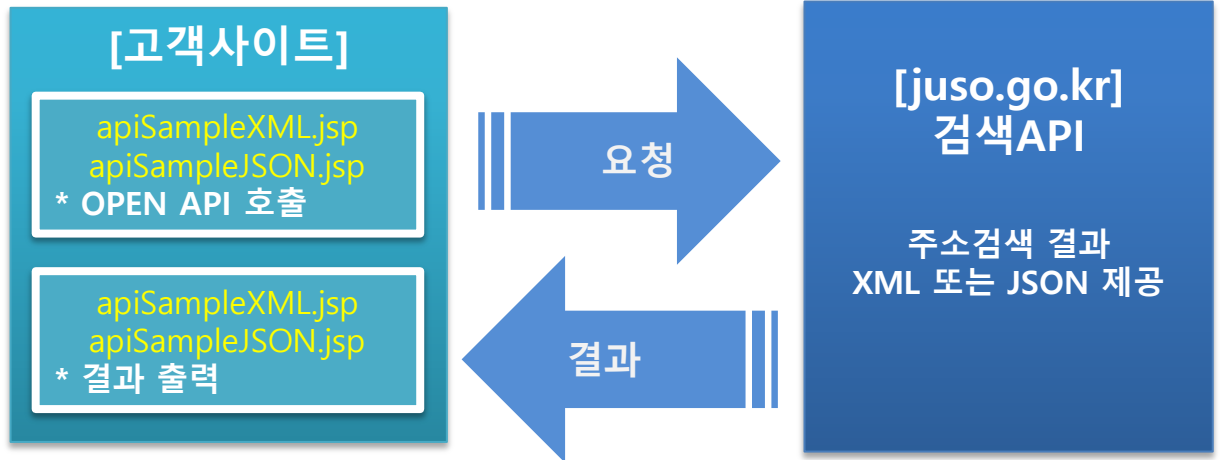 [고객사이트]
apiSampleXML.jsp
apiSampleJSON.jsp
* OPEN API 호출
apiSampleXML.jsp
apiSampleJSON.jsp
* 결과 출력
요청
결과
[juso.go.kr]
검색API
주소검색 결과
XML 또는 JSON 제공